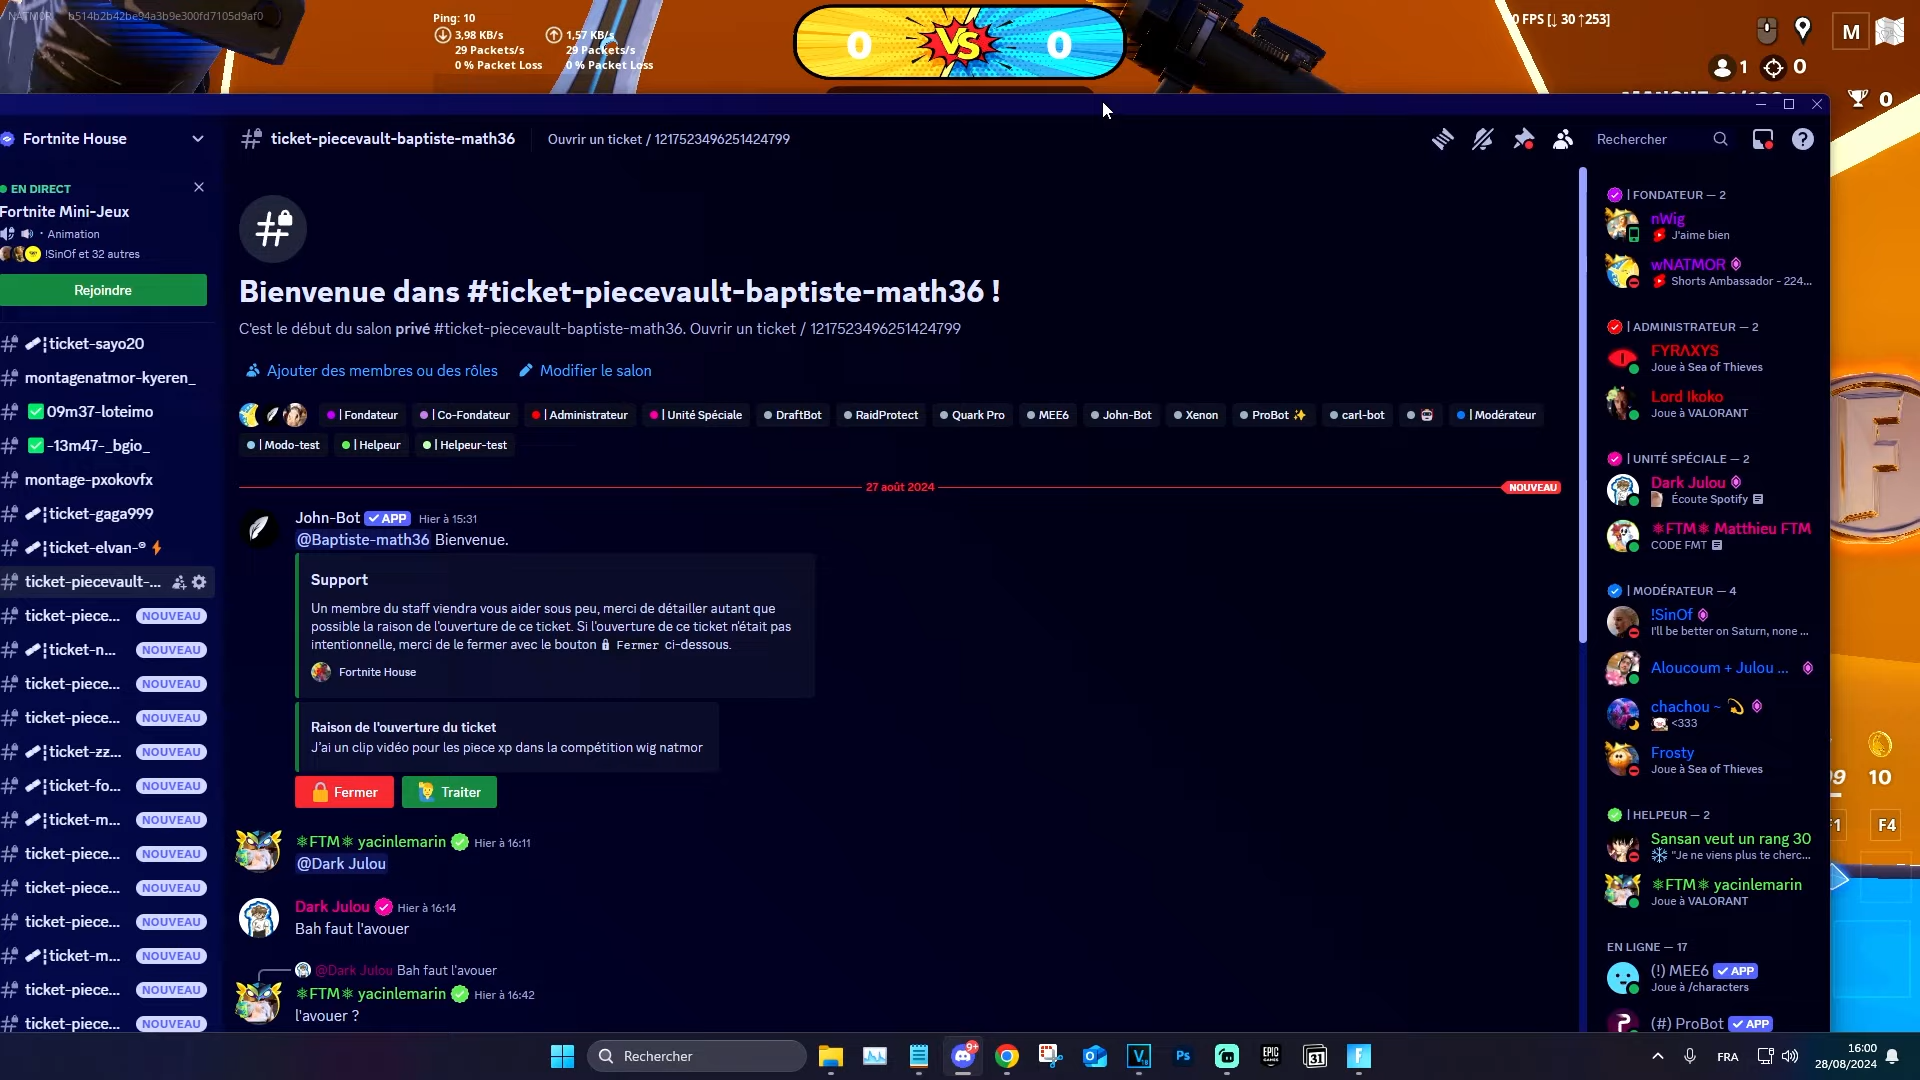 NATMOR b514b2b42be94a3b9e300fd7105d9af0
Ping: 10
3,98 KB/s 1,57 KB/s
29 Packets/s 29 Packets/s
0 % Packet Loss 0 % Packet Loss
0 VS 0
0 FPS [↓ 30 ↑253]
M
1 0
0
Fortnite House
EN DIRECT
Fortnite Mini-Jeux
• Animation
!SinOf et 32 autres
Rejoindre
ticket-sayo20
montagenatmor-kyeren_
✅09m37-loteimo
✅-13m47-_bgio_
montage-pxokovfx
ticket-gaga999
ticket-elvan-®⚡
ticket-piecevault-...
ticket-piece... NOUVEAU
ticket-n... NOUVEAU
ticket-piece... NOUVEAU
ticket-piece... NOUVEAU
ticket-zz... NOUVEAU
ticket-fo... NOUVEAU
ticket-m... NOUVEAU
ticket-piece... NOUVEAU
ticket-piece... NOUVEAU
ticket-piece... NOUVEAU
ticket-m... NOUVEAU
ticket-piece... NOUVEAU
ticket-piece... NOUVEAU
ticket-piecevault-baptiste-math36 Ouvrir un ticket / 1217523496251424799
Rechercher
Bienvenue dans #ticket-piecevault-baptiste-math36 !
C'est le début du salon privé #ticket-piecevault-baptiste-math36. Ouvrir un ticket / 1217523496251424799
Ajouter des membres ou des rôles Modifier le salon
| Fondateur | Co-Fondateur | Administrateur | Unité Spéciale DraftBot RaidProtect Quark Pro MEE6 John-Bot Xenon ProBot ✨ carl-bot | Modérateur
| Modo-test | Helpeur | Helpeur-test
27 août 2024 NOUVEAU
John-Bot APP Hier à 15:31
@Baptiste-math36 Bienvenue.
Support
Un membre du staff viendra vous aider sous peu, merci de détailler autant que
possible la raison de l'ouverture de ce ticket. Si l'ouverture de ce ticket n'était pas
intentionnelle, merci de le fermer avec le bouton 🔒 Fermer ci-dessous.
Fortnite House
Raison de l'ouverture du ticket
J'ai un clip vidéo pour les piece xp dans la compétition wig natmor
Fermer Traiter
⚛FTM⚛ yacinlemarin Hier à 16:11
@Dark Julou
Dark Julou Hier à 16:14
Bah faut l'avouer
@Dark Julou Bah faut l'avouer
⚛FTM⚛ yacinlemarin Hier à 16:42
l'avouer ?
| FONDATEUR — 2
nWig
J'aime bien
wNATMOR
Shorts Ambassador - 224...
| ADMINISTRATEUR — 2
FYRΛXYS
Joue à Sea of Thieves
Lord Ikoko
Joue à VALORANT
| UNITÉ SPÉCIALE — 2
Dark Julou
Écoute Spotify
⚛FTM⚛ Matthieu FTM
CODE FMT
| MODÉRATEUR — 4
!SinOf
I'll be better on Saturn, none ...
Aloucoum + Julou ...
chachou ~ 💫
<333
Frosty
Joue à Sea of Thieves
| HELPEUR — 2
Sansan veut un rang 30
"Je ne viens plus te cherc...
⚛FTM⚛ yacinlemarin
Joue à VALORANT
EN LIGNE — 17
(!) MEE6 APP
Joue à /characters
(#) ProBot APP
F
10
F4
Rechercher
9+
Ps
EPIC GAMES
31
FRA
16:00
28/08/2024